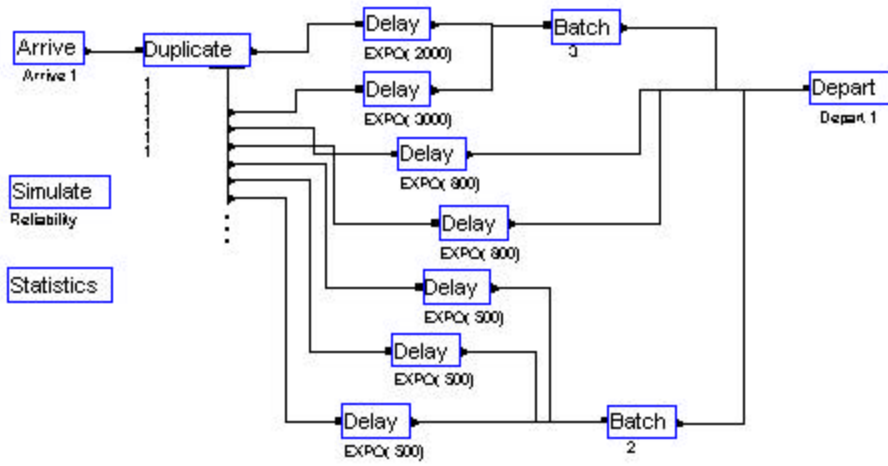 Arrive
Arrive 1
Duplicate
1
1
1
1
1
Delay
EXPO( 2000)
Batch
Delay
EXPO( 3000)
Depart
Depart 1
Delay
EXPO( 800)
Simulate
Reliability
Delay
EXPO( 800)
Statistics
Delay
EXPO( 500)
Delay
EXPO( 500)
Delay
EXPO( 500)
Batch
2